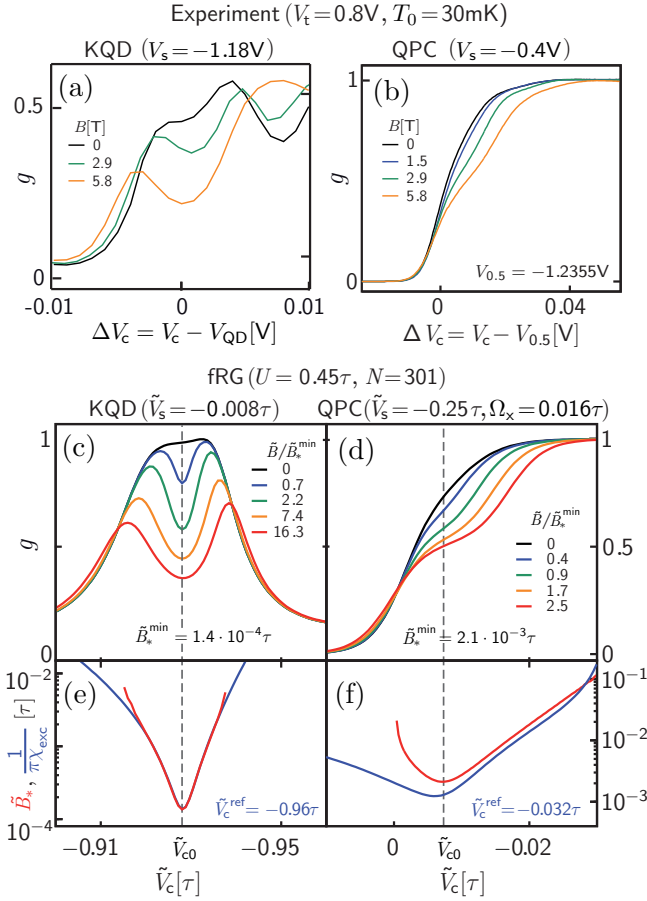 Experiment (V_t = 0.8V, T_0 = 30mK)
KQD (V_s = −1.18V)
QPC (V_s = −0.4V)
(a)
0.5
0
g
B[T]
0
2.9
5.8
-0.01
0
0.01
ΔV_c = V_c − V_QD[V]
(b)
1
0
g
B[T]
0
1.5
2.9
5.8
V_0.5 = −1.2355V
0
0.04
ΔV_c = V_c − V_0.5[V]
fRG (U = 0.45τ, N=301)
KQD (Ṽ_s = −0.008τ)
QPC(Ṽ_s = −0.25τ, Ω_x = 0.016τ)
(c)
1
g
0
B̃/B̃_*^min
0
0.7
2.2
7.4
16.3
B̃_*^min = 1.4 · 10^−4 τ
(d)
1
0.5
0
B̃/B̃_*^min
0
0.4
0.9
1.7
2.5
B̃_*^min = 2.1 · 10^−3 τ
(e)
10^−2
10^−4
B̃_*, 1/πχ_exc [τ]
Ṽ_c^ref = −0.96τ
−0.91
Ṽ_c0
−0.95
Ṽ_c[τ]
(f)
10^−1
10^−3
Ṽ_c^ref = −0.032τ
0
Ṽ_c0
−0.02
Ṽ_c[τ]